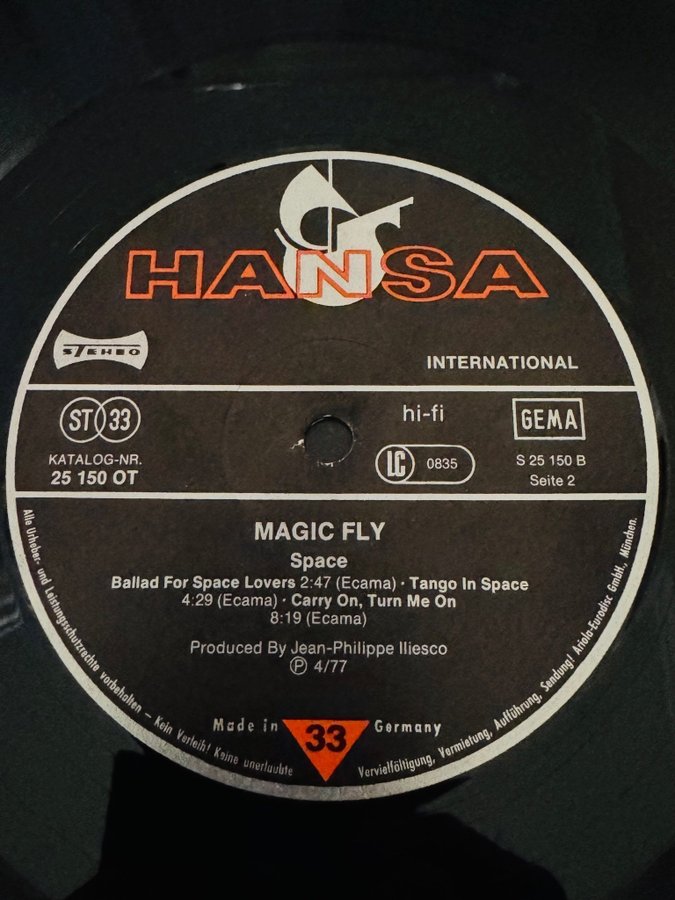 HANSA
STEREO
INTERNATIONAL
ST 33
hi-fi
GEMA
KATALOG-NR.
25 150 OT
LC 0835
S 25 150 B
Seite 2
MAGIC FLY
Space
Ballad For Space Lovers 2:47 (Ecama) · Tango In Space
4:29 (Ecama) · Carry On, Turn Me On
8:19 (Ecama)
Produced By Jean-Philippe Iliesco
Ⓟ 4/77
Made in 33 Germany
Alle Urheber- und Leistungsschutzrechte vorbehalten – Kein Verleih! Keine unerlaubte Vervielfältigung, Vermietung, Aufführung, Sendung! Ariola-Eurodisc GmbH., München.